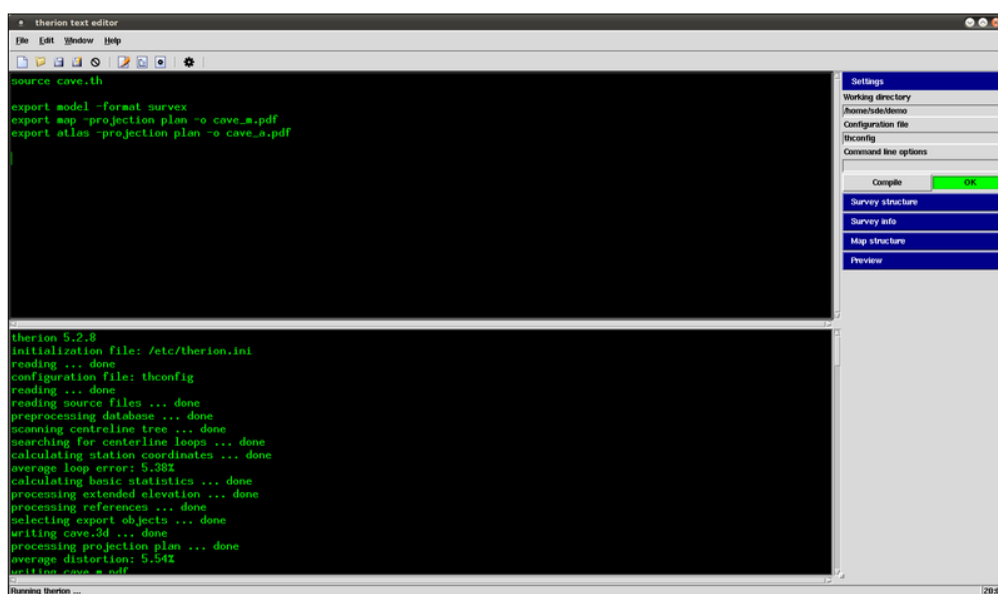 therion text editor
File Edit Window Help
source cave.th
export model -format survex
export map -projection plan -o cave_m.pdf
export atlas -projection plan -o cave_a.pdf
Settings
Working directory
/home/sde/demo
Configuration file
thconfig
Command line options
Compile OK
Survey structure
Survey info
Map structure
Preview
therion 5.2.8
initialization file: /etc/therion.ini
reading ... done
configuration file: thconfig
reading ... done
reading source files ... done
preprocessing database ... done
scanning centreline tree ... done
searching for centerline loops ... done
calculating station coordinates ... done
average loop error: 5.38%
calculating basic statistics ... done
processing extended elevation ... done
processing references ... done
selecting export objects ... done
writing cave.3d ... done
processing projection plan ... done
average distortion: 5.54%
writing cave_m.pdf
Running therion ...